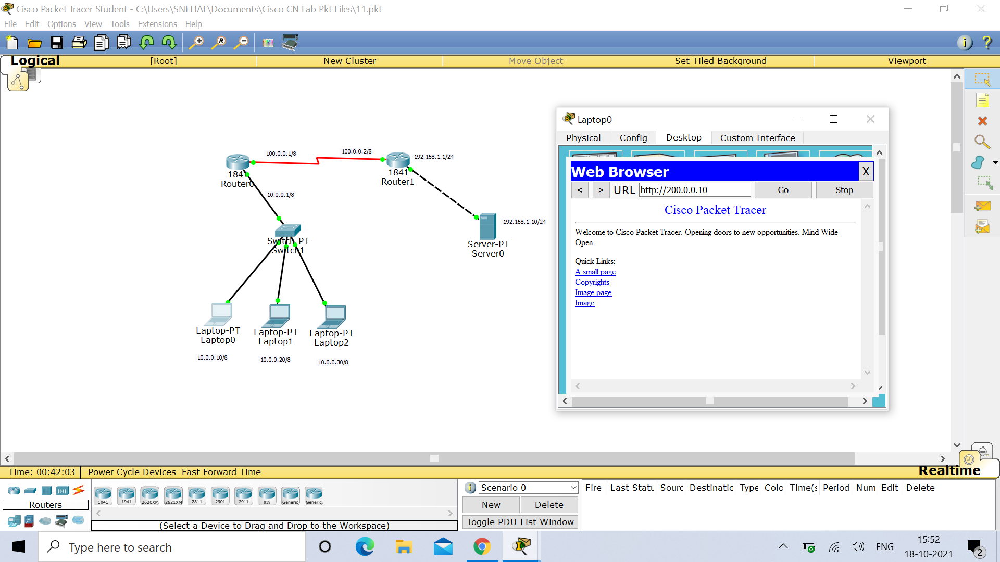 Cisco Packet Tracer Student - C:\Users\SNEHAL\Documents\Cisco CN Lab Pkt Files\11.pkt
File Edit Options View Tools Extensions Help
Logical [Root] New Cluster Move Object Set Tiled Background Viewport
100.0.0.1/8
100.0.0.2/8
192.168.1.1/24
1841
Router0
1841
Router1
10.0.0.1/8
192.168.1.10/24
Switch-PT
Switch1
Server-PT
Server0
Laptop-PT
Laptop0
Laptop-PT
Laptop1
Laptop-PT
Laptop2
10.0.0.10/8
10.0.0.20/8
10.0.0.30/8
Laptop0
Physical Config Desktop Custom Interface
Web Browser X
< > URL http://200.0.0.10 Go Stop
Cisco Packet Tracer
Welcome to Cisco Packet Tracer. Opening doors to new opportunities. Mind Wide
Open.
Quick Links:
A small page
Copyrights
Image page
Image
Time: 00:42:03 Power Cycle Devices Fast Forward Time
Realtime
Routers
1841 1941 2620XM 2621XM 2811 2901 2911 819 Generic Generic
(Select a Device to Drag and Drop to the Workspace)
Scenario 0
New Delete
Toggle PDU List Window
Fire Last Statu Sourc Destinatic Type Colo Time(s Period Num Edit Delete
Type here to search
ENG
15:52
18-10-2021
2